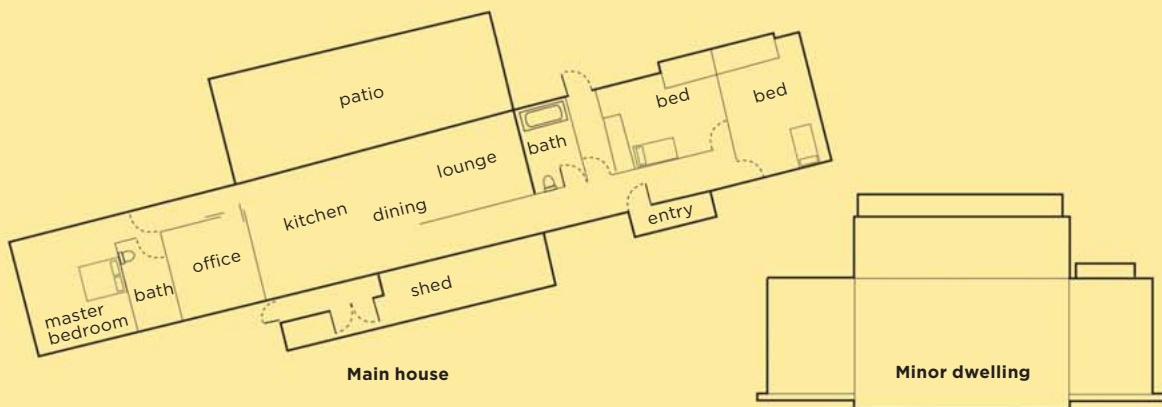 patio
bed
bed
bath
lounge
dining
kitchen
entry
office
shed
bath
master
bedroom
Main house
Minor dwelling